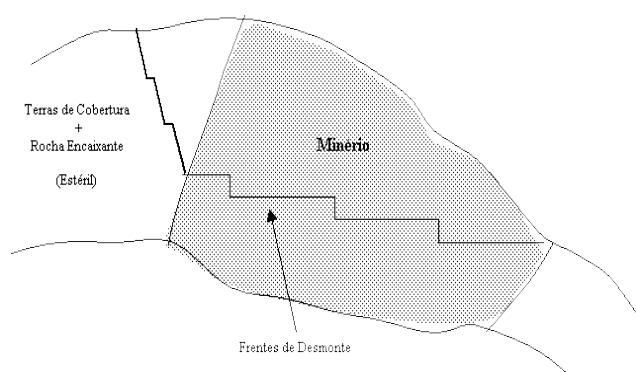 Terras de Cobertura
+
Rocha Encaixante
(Estéril)
Minério
Frentes de Desmonte